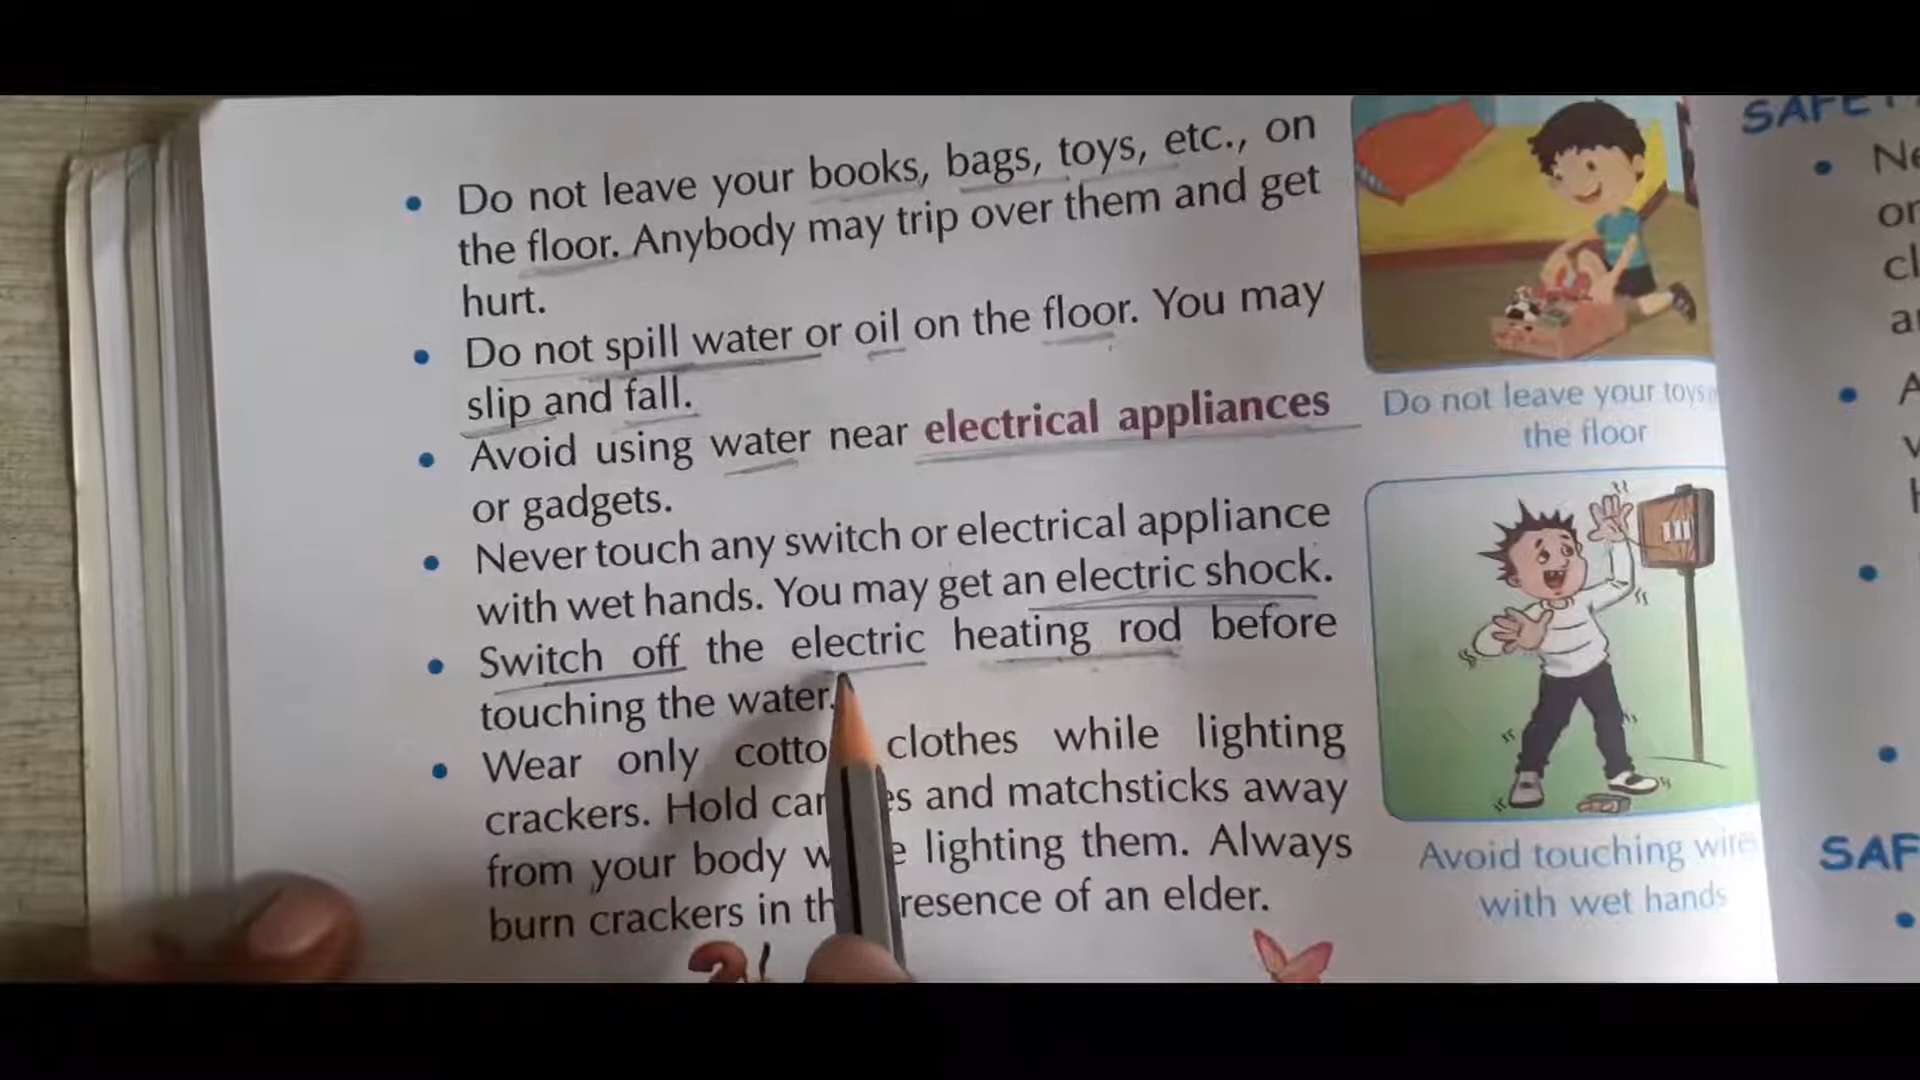 Do not leave your books, bags, toys, etc., on
the floor. Anybody may trip over them and get
hurt.
Do not spill water or oil on the floor. You may
slip and fall.
Avoid using water near electrical appliances
or gadgets.
Never touch any switch or electrical appliance
with wet hands. You may get an electric shock.
Switch off the electric heating rod before
touching the water.
Wear only clothes while lighting
crackers. Hold and matchsticks away
from your body lighting them. Always
burn crackers in of an elder.
Do not leave your toys
the floor
Avoid touching
with wet hands